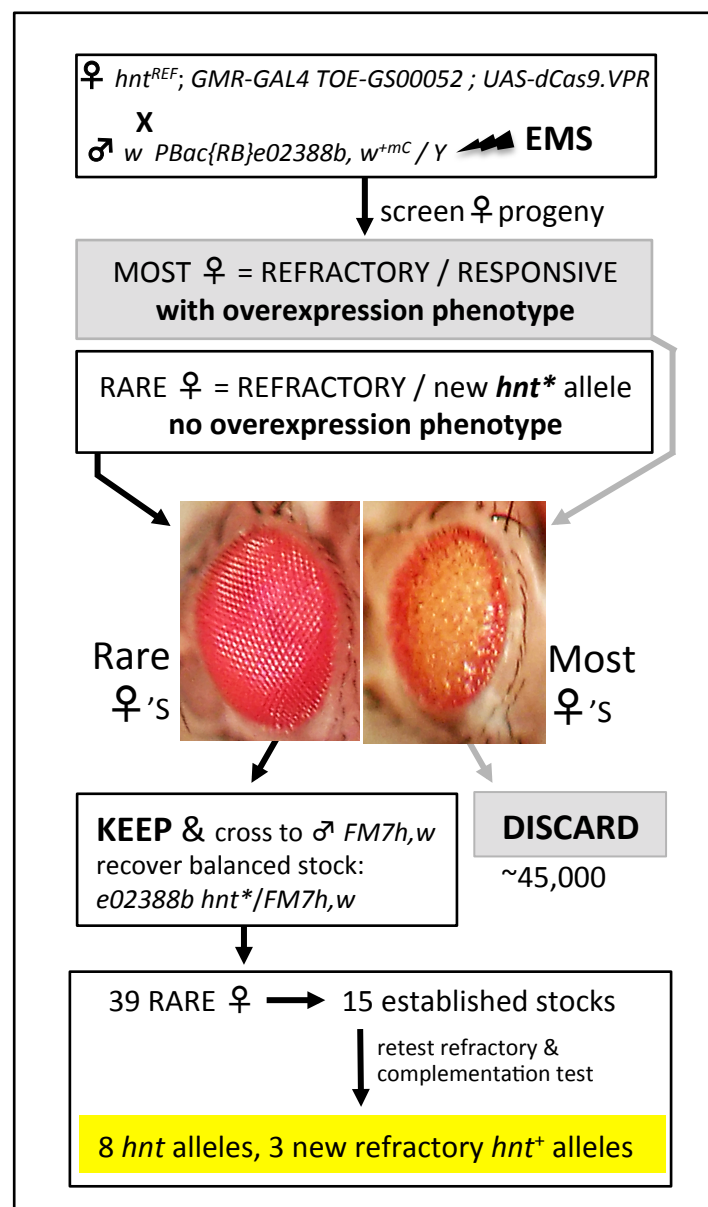 ♀ hntREF; GMR-GAL4 TOE-GS00052 ; UAS-dCas9.VPR
X
♂ w PBac{RB}e02388b, w+mC / Y EMS
screen ♀ progeny
MOST ♀ = REFRACTORY / RESPONSIVE
with overexpression phenotype
RARE ♀ = REFRACTORY / new hnt* allele
no overexpression phenotype
Rare
♀'s
Most
♀'s
KEEP & cross to ♂ FM7h,w
recover balanced stock:
e02388b hnt*/FM7h,w
DISCARD
~45,000
39 RARE ♀ → 15 established stocks
retest refractory &
complementation test
8 hnt alleles, 3 new refractory hnt+ alleles